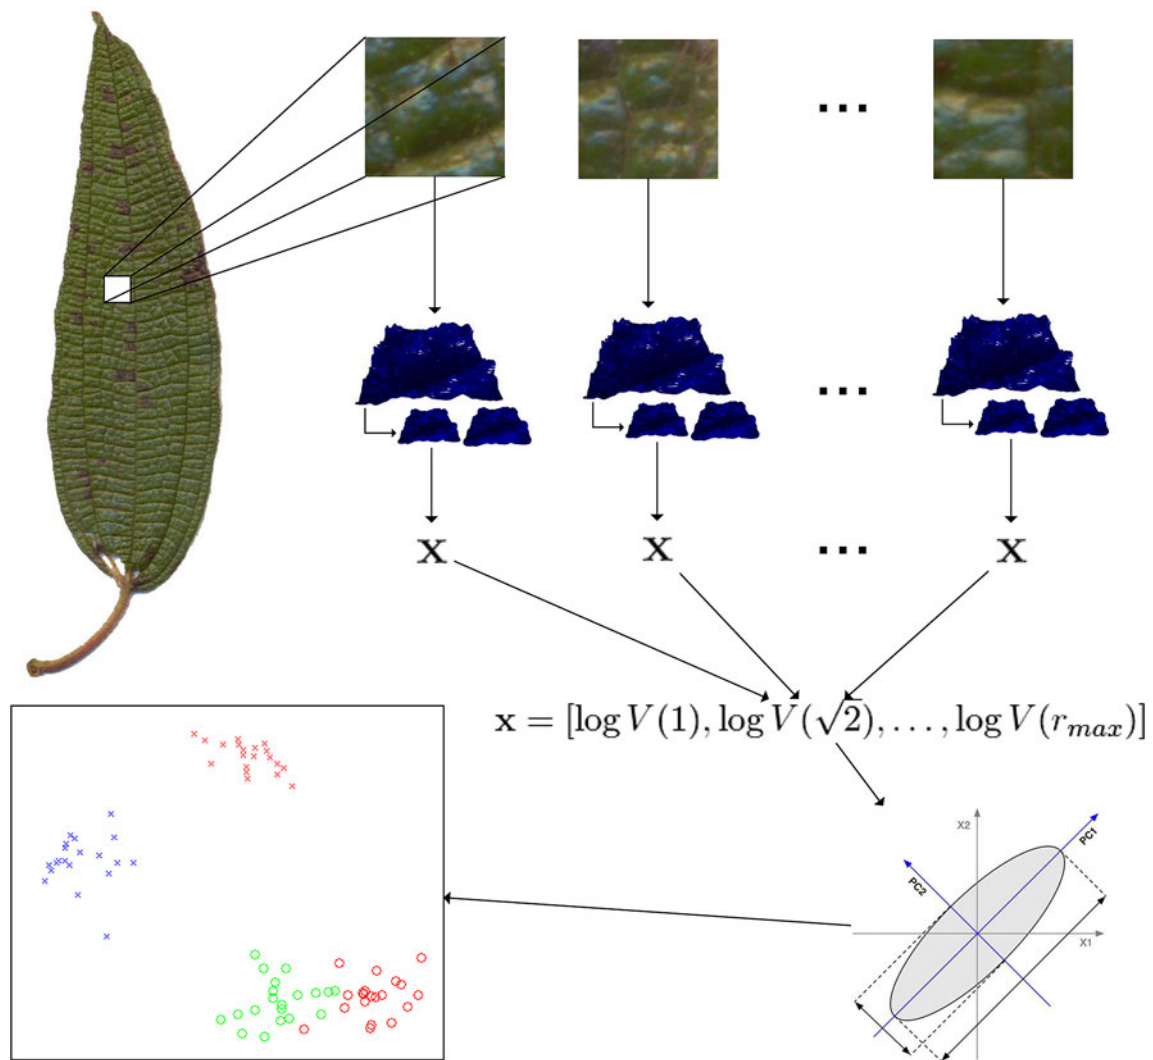 ...
...
x x ... x
x = [log V(1), log V(√2), . . . , log V(r_max)]
X2
PC1
PC2
X1